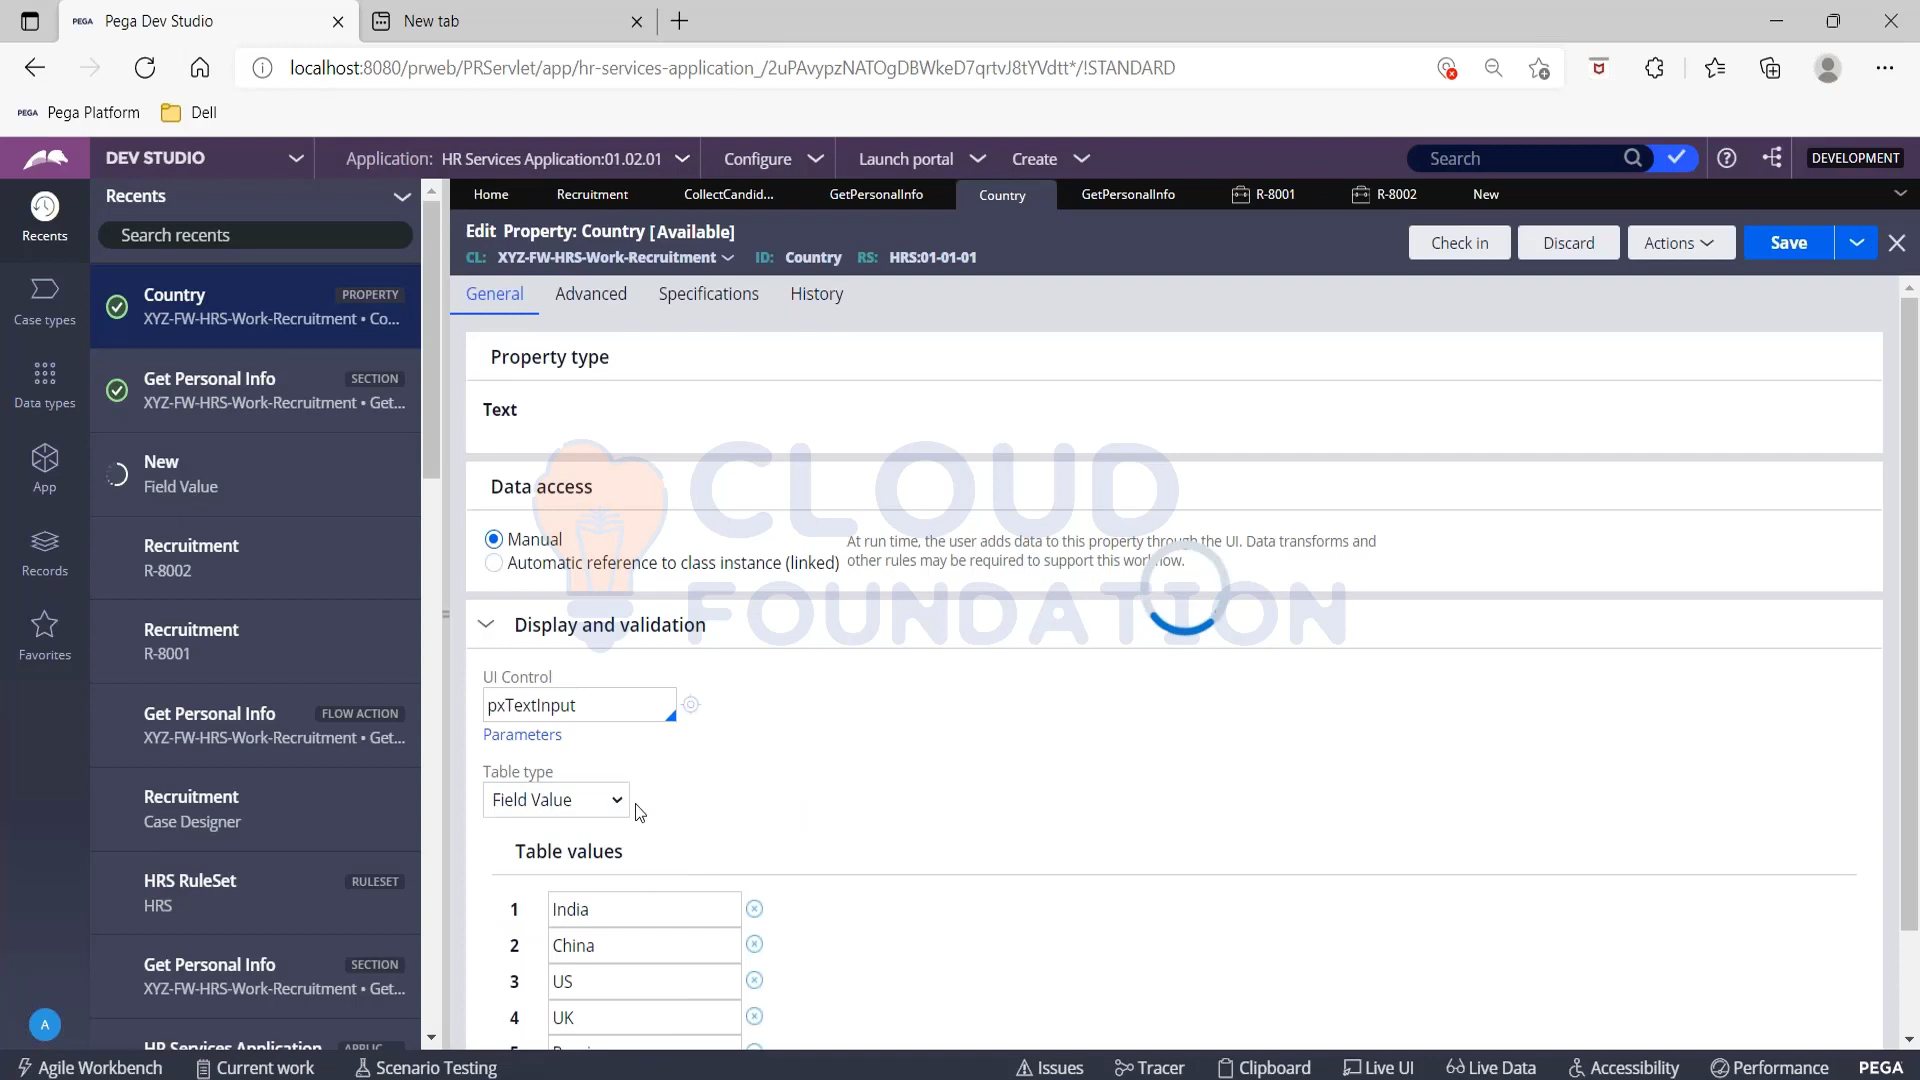 PEGA Pega Dev Studio
New tab
localhost:8080/prweb/PRServlet/app/hr-services-application_/2uPAvypzNATOgDBWkeD7qrtvJ8tYVdtt*/!STANDARD
PEGA Pega Platform Dell
DEV STUDIO
Application: HR Services Application:01.02.01
Configure
Launch portal
Create
Search
DEVELOPMENT
Recents
Case types
Data types
App
Records
Favorites
A
Recents
Search recents
Country PROPERTY
XYZ-FW-HRS-Work-Recruitment • Co...
Get Personal Info SECTION
XYZ-FW-HRS-Work-Recruitment • Get...
New
Field Value
Recruitment
R-8002
Recruitment
R-8001
Get Personal Info FLOW ACTION
XYZ-FW-HRS-Work-Recruitment • Get...
Recruitment
Case Designer
HRS RuleSet RULESET
HRS
Get Personal Info SECTION
XYZ-FW-HRS-Work-Recruitment • Get...
HR Services Application APPLIC...
Home Recruitment CollectCandid... GetPersonalInfo Country GetPersonalInfo R-8001 R-8002 New
Edit Property: Country [Available]
CL: XYZ-FW-HRS-Work-Recruitment ID: Country RS: HRS:01-01-01
Check in Discard Actions Save
General Advanced Specifications History
Property type
Text
Data access
Manual
Automatic reference to class instance (linked)
At run time, the user adds data to this property through the UI. Data transforms and
other rules may be required to support this workflow.
CLOUD
FOUNDATION
Display and validation
UI Control
pxTextInput
Parameters
Table type
Field Value
Table values
1 India
2 China
3 US
4 UK
Agile Workbench Current work Scenario Testing Issues Tracer Clipboard Live UI Live Data Accessibility Performance PEGA